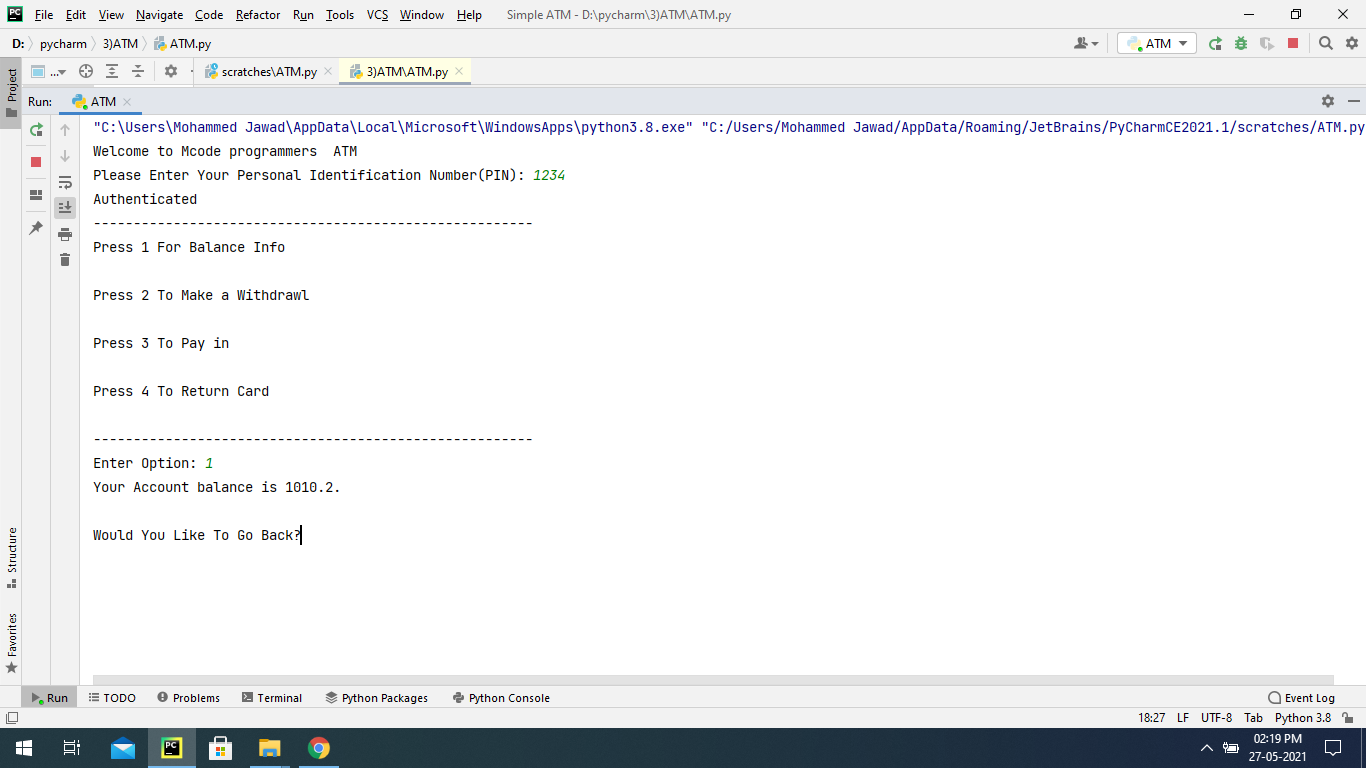 File Edit View Navigate Code Refactor Run Tools VCS Window Help Simple ATM - D:\pycharm\3)ATM\ATM.py
D: pycharm 3)ATM ATM.py ATM
... scratches\ATM.py 3)ATM\ATM.py
Project
Run: ATM
"C:\Users\Mohammed Jawad\AppData\Local\Microsoft\WindowsApps\python3.8.exe" "C:/Users/Mohammed Jawad/AppData/Roaming/JetBrains/PyCharmCE2021.1/scratches/ATM.py
Welcome to Mcode programmers  ATM
Please Enter Your Personal Identification Number(PIN): 1234
Authenticated
-------------------------------------------------------
Press 1 For Balance Info
Press 2 To Make a Withdrawl
Press 3 To Pay in
Press 4 To Return Card
-------------------------------------------------------
Enter Option: 1
Your Account balance is 1010.2.
Would You Like To Go Back?
Structure
Favorites
Run TODO Problems Terminal Python Packages Python Console Event Log
18:27 LF UTF-8 Tab Python 3.8
PC
02:19 PM
27-05-2021